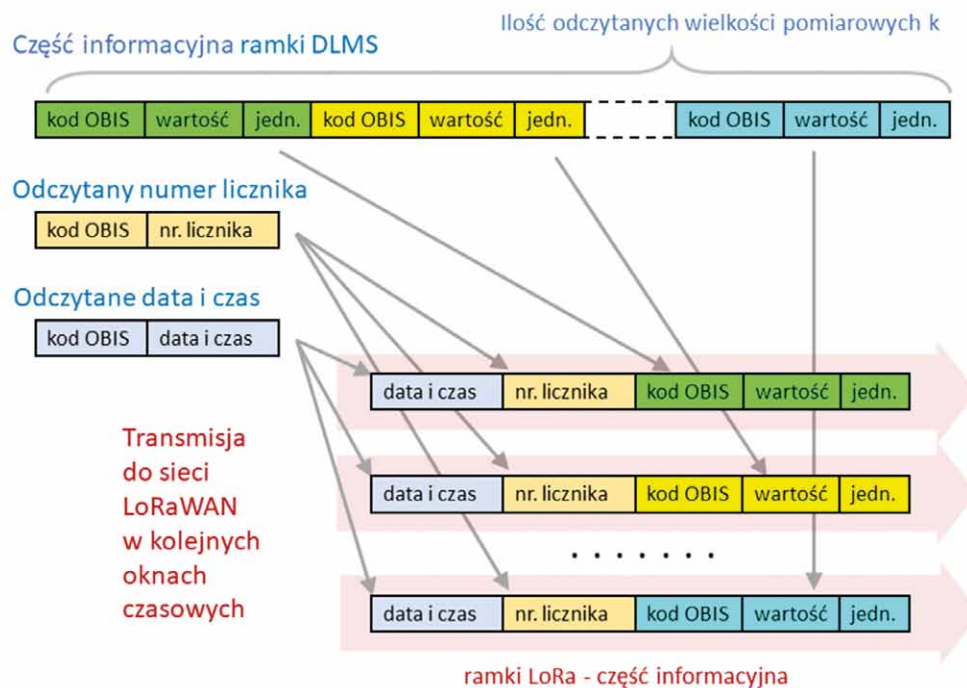 Ilość odczytanych wielkości pomiarowych k
Część informacyjna ramki DLMS
kod OBIS wartość jedn. kod OBIS wartość jedn. kod OBIS wartość jedn.
Odczytany numer licznika
kod OBIS nr. licznika
Odczytane data i czas
kod OBIS data i czas
data i czas nr. licznika kod OBIS wartość jedn.
Transmisja
do sieci
LoRaWAN
w kolejnych
oknach
czasowych
data i czas nr. licznika kod OBIS wartość jedn.
. . . . . . .
data i czas nr. licznika kod OBIS wartość jedn.
ramki LoRa - część informacyjna